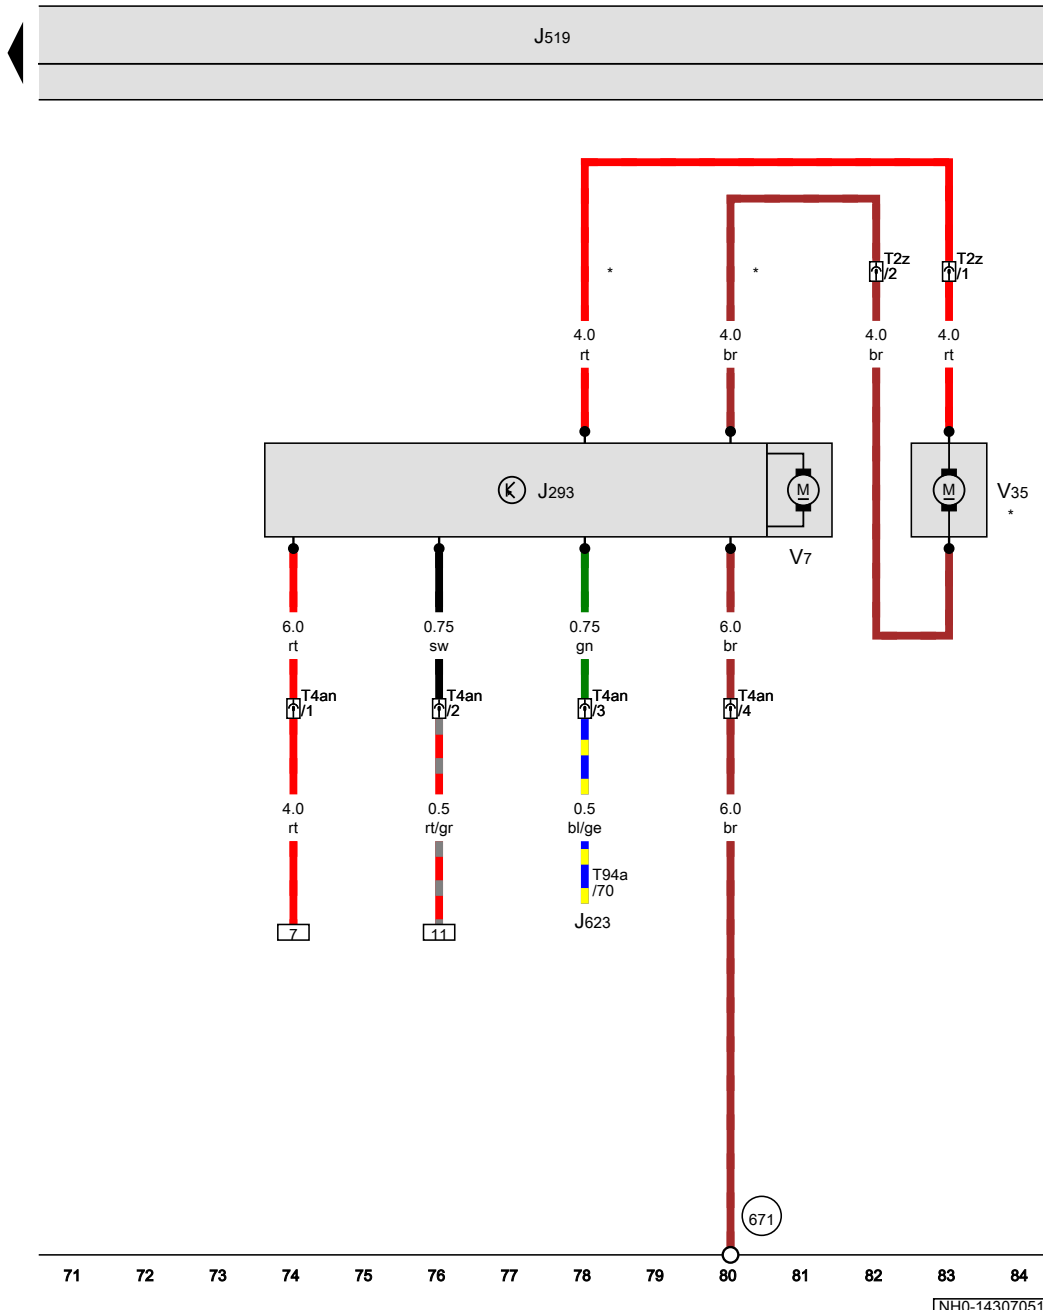 J519
T2z
/2
T2z
/1
*
*
4.0
rt
4.0
br
4.0
br
4.0
rt
J293
M
M
V35
*
V7
6.0
rt
0.75
sw
0.75
gn
6.0
br
T4an
/1
T4an
/2
T4an
/3
T4an
/4
4.0
rt
0.5
rt/gr
0.5
bl/ge
6.0
br
T94a
/70
J623
7
11
671
71 72 73 74 75 76 77 78 79 80 81 82 83 84
NH0-14307051